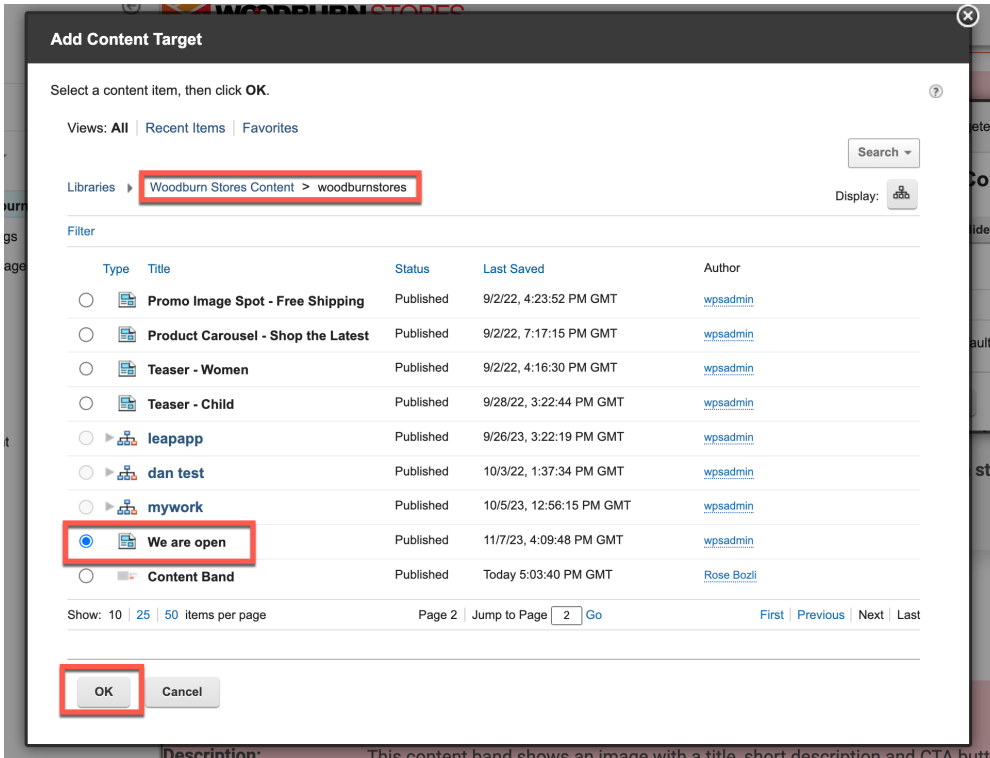 WOODBURN STORES
Add Content Target
Select a content item, then click OK.
Views: All Recent Items Favorites
Search
Libraries Woodburn Stores Content > woodburnstores
Display:
Filter
Type Title Status Last Saved Author
Promo Image Spot - Free Shipping Published 9/2/22, 4:23:52 PM GMT wpsadmin
Product Carousel - Shop the Latest Published 9/2/22, 7:17:15 PM GMT wpsadmin
Teaser - Women Published 9/2/22, 4:16:30 PM GMT wpsadmin
Teaser - Child Published 9/28/22, 3:22:44 PM GMT wpsadmin
leapapp Published 9/26/23, 3:22:19 PM GMT wpsadmin
dan test Published 10/3/22, 1:37:34 PM GMT wpsadmin
mywork Published 10/5/23, 12:56:15 PM GMT wpsadmin
We are open Published 11/7/23, 4:09:48 PM GMT wpsadmin
Content Band Published Today 5:03:40 PM GMT Rose Bozli
Show: 10 25 50 items per page Page 2 Jump to Page 2 Go First Previous Next Last
OK Cancel
Description: This content band shows an image with a title, short description and CTA butt